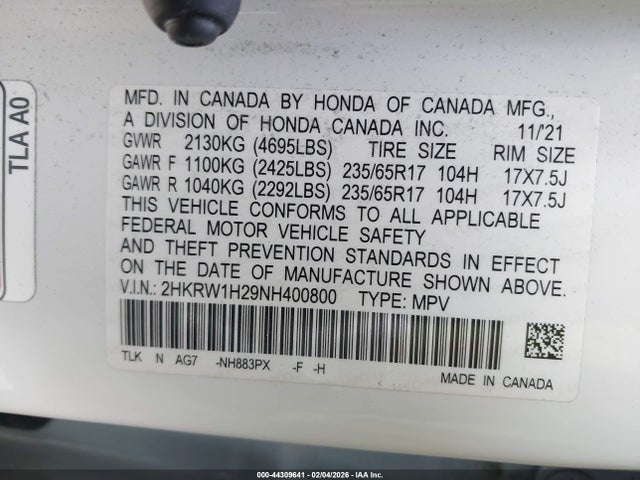 TLA A0
MFD. IN CANADA BY HONDA OF CANADA MFG.,
A DIVISION OF HONDA CANADA INC. 11/'21
GVWR 2130KG (4695LBS) TIRE SIZE RIM SIZE
GAWR F 1100KG (2425LBS) 235/65R17 104H 17X7.5J
GAWR R 1040KG (2292LBS) 235/65R17 104H 17X7.5J
THIS VEHICLE CONFORMS TO ALL APPLICABLE
FEDERAL MOTOR VEHICLE SAFETY
AND THEFT PREVENTION STANDARDS IN EFFECT
ON THE DATE OF MANUFACTURE SHOWN ABOVE.
V.I.N.: 2HKRW1H29NH400800 TYPE: MPV
TLK N AG7 -NH883PX -F -H
MADE IN CANADA
000-44309641 - 02/04/2026 - IAA Inc.